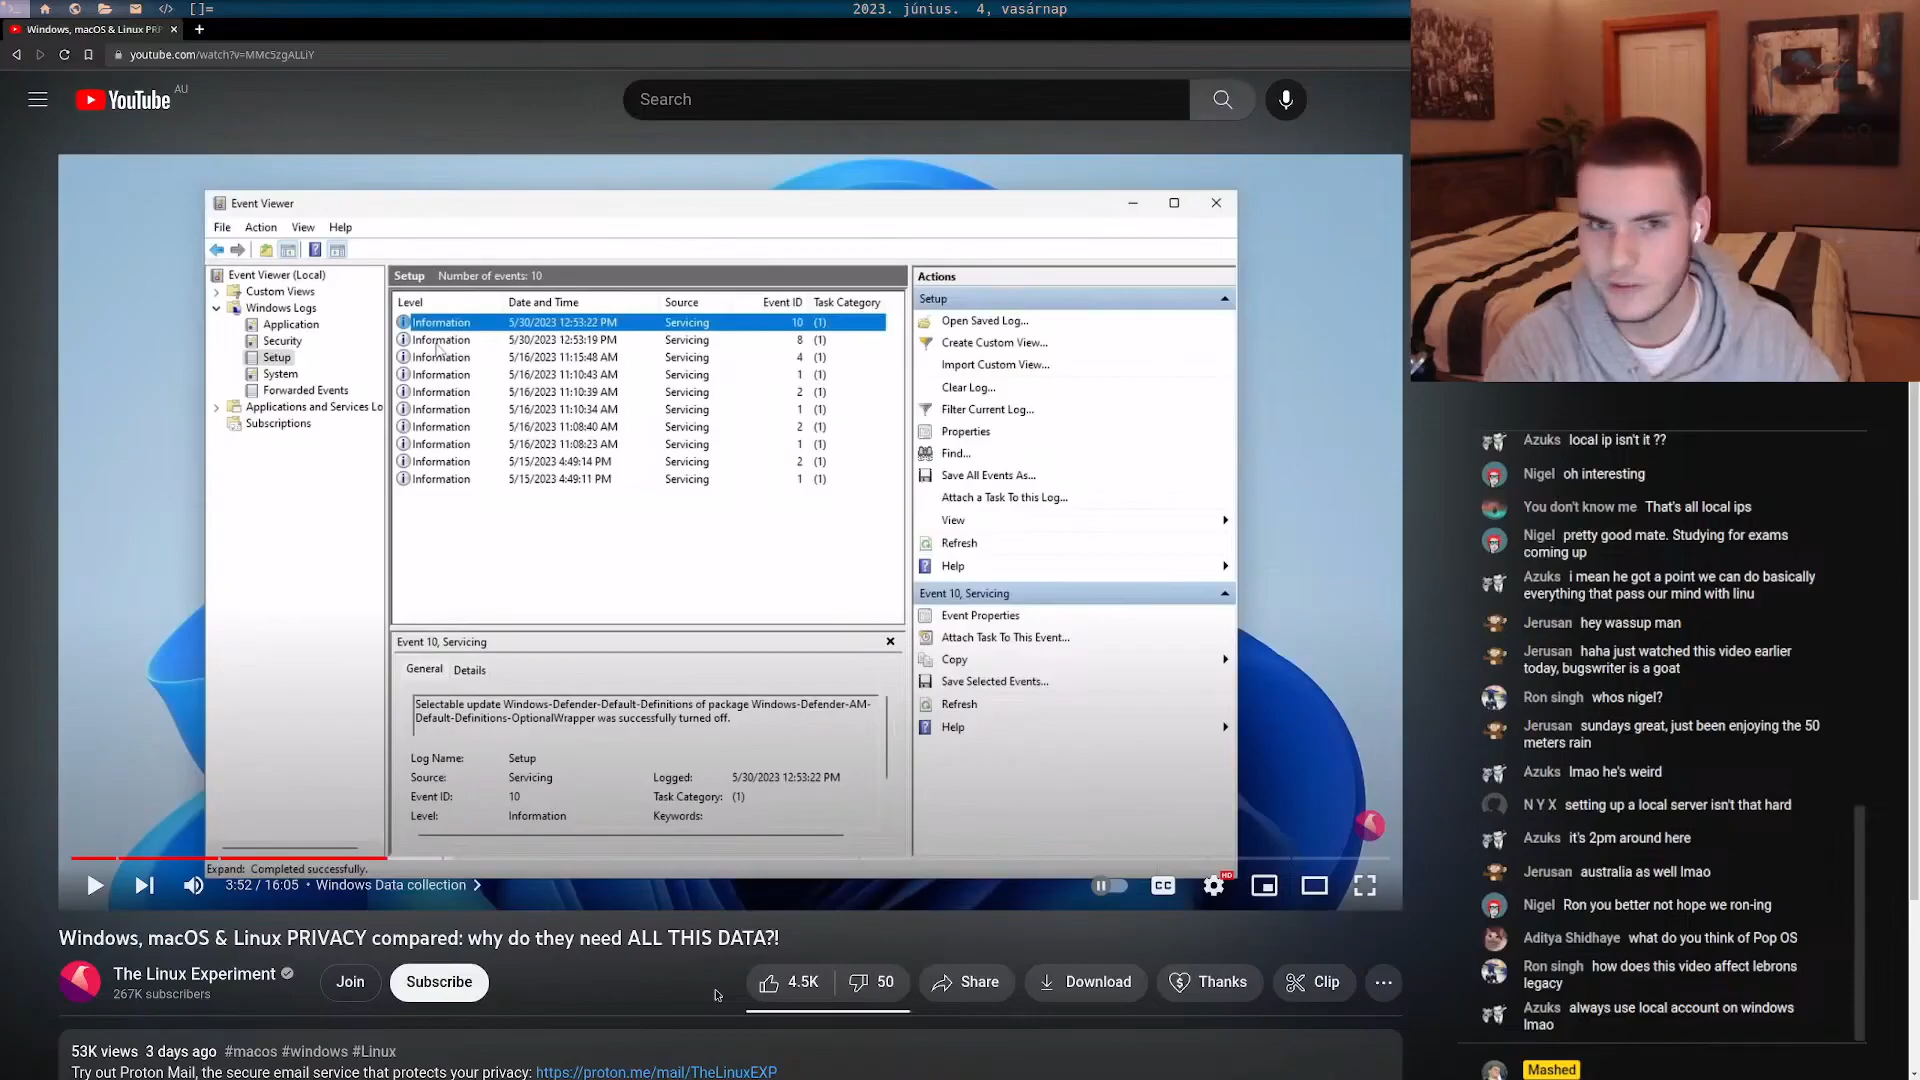 []=
2023. június. 4, vasárnap
Windows, macOS & Linux PR
youtube.com/watch?v=MMc5zgALLiY
YouTube AU
Search
Event Viewer
File Action View Help
Event Viewer (Local)
Custom Views
Windows Logs
Application
Security
Setup
System
Forwarded Events
Applications and Services Lo
Subscriptions
Setup Number of events: 10
Level Date and Time Source Event ID Task Category
Information 5/30/2023 12:53:22 PM Servicing 10 (1)
Information 5/30/2023 12:53:19 PM Servicing 8 (1)
Information 5/16/2023 11:15:48 AM Servicing 4 (1)
Information 5/16/2023 11:10:43 AM Servicing 1 (1)
Information 5/16/2023 11:10:39 AM Servicing 2 (1)
Information 5/16/2023 11:10:34 AM Servicing 1 (1)
Information 5/16/2023 11:08:40 AM Servicing 2 (1)
Information 5/16/2023 11:08:23 AM Servicing 1 (1)
Information 5/15/2023 4:49:14 PM Servicing 2 (1)
Information 5/15/2023 4:49:11 PM Servicing 1 (1)
Event 10, Servicing
General Details
Selectable update Windows-Defender-Default-Definitions of package Windows-Defender-AM-
Default-Definitions-OptionalWrapper was successfully turned off.
Log Name: Setup
Source: Servicing Logged: 5/30/2023 12:53:22 PM
Event ID: 10 Task Category: (1)
Level: Information Keywords:
Actions
Setup
Open Saved Log...
Create Custom View...
Import Custom View...
Clear Log...
Filter Current Log...
Properties
Find...
Save All Events As...
Attach a Task To this Log...
View
Refresh
Help
Event 10, Servicing
Event Properties
Attach Task To This Event...
Copy
Save Selected Events...
Refresh
Help
Expand: Completed successfully.
3:52 / 16:05 • Windows Data collection
CC
HD
Windows, macOS & Linux PRIVACY compared: why do they need ALL THIS DATA?!
The Linux Experiment
267K subscribers
Join
Subscribe
4.5K
50
Share
Download
Thanks
Clip
53K views 3 days ago #macos #windows #Linux
Try out Proton Mail, the secure email service that protects your privacy: https://proton.me/mail/TheLinuxEXP
Azuks local ip isn't it ??
Nigel oh interesting
You don't know me That's all local ips
Nigel pretty good mate. Studying for exams
coming up
Azuks i mean he got a point we can do basically
everything that pass our mind with linu
Jerusan hey wassup man
Jerusan haha just watched this video earlier
today, bugswriter is a goat
Ron singh whos nigel?
Jerusan sundays great, just been enjoying the 50
meters rain
Azuks lmao he's weird
N Y X setting up a local server isn't that hard
Azuks it's 2pm around here
Jerusan australia as well lmao
Nigel Ron you better not hope we ron-ing
Aditya Shidhaye what do you think of Pop OS
Ron singh how does this video affect lebrons
legacy
Azuks always use local account on windows
lmao
Mashed